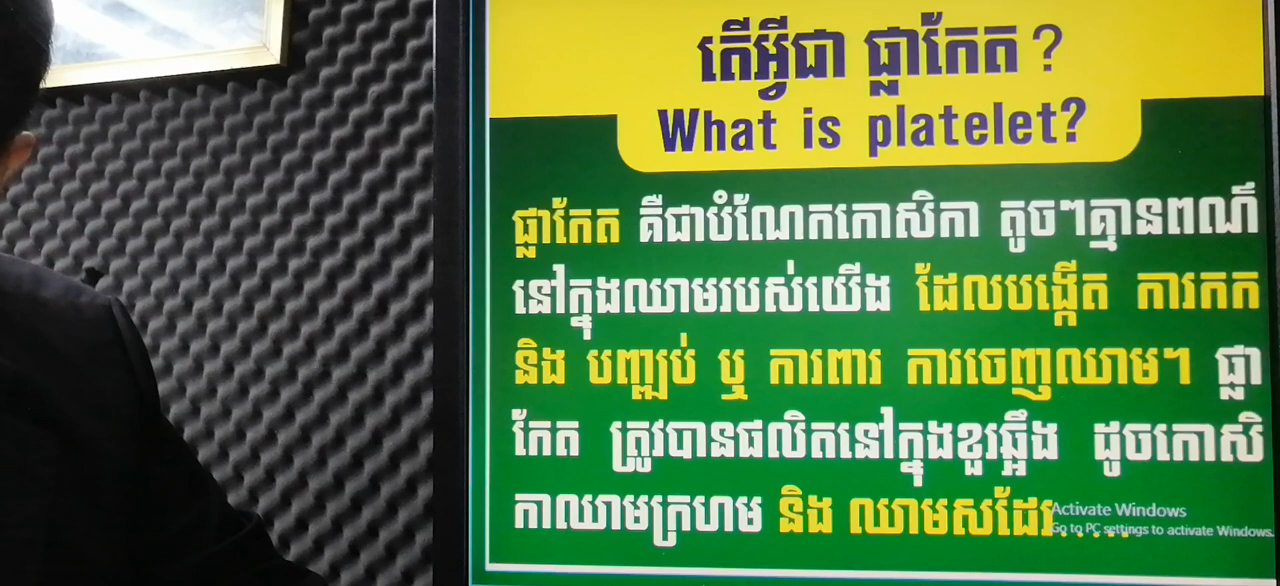 តើអ្វីជា ផ្លាកែត ?
What is platelet?
ផ្លាកែត គឺជាបំណែកកោសិកា តូចៗគ្មានពណ៌
នៅក្នុងឈាមរបស់យើង ដែលបង្កើត ការកក
និង បញ្ឈប់ ឬ ការពារ ការចេញឈាម។ ផ្លា
កែត ត្រូវបានផលិតនៅក្នុងខួរឆ្អឹង ដូចកោសិ
កាឈាមក្រហម និង ឈាមសដែរ.....
Activate Windows
Go to PC settings to activate Windows.